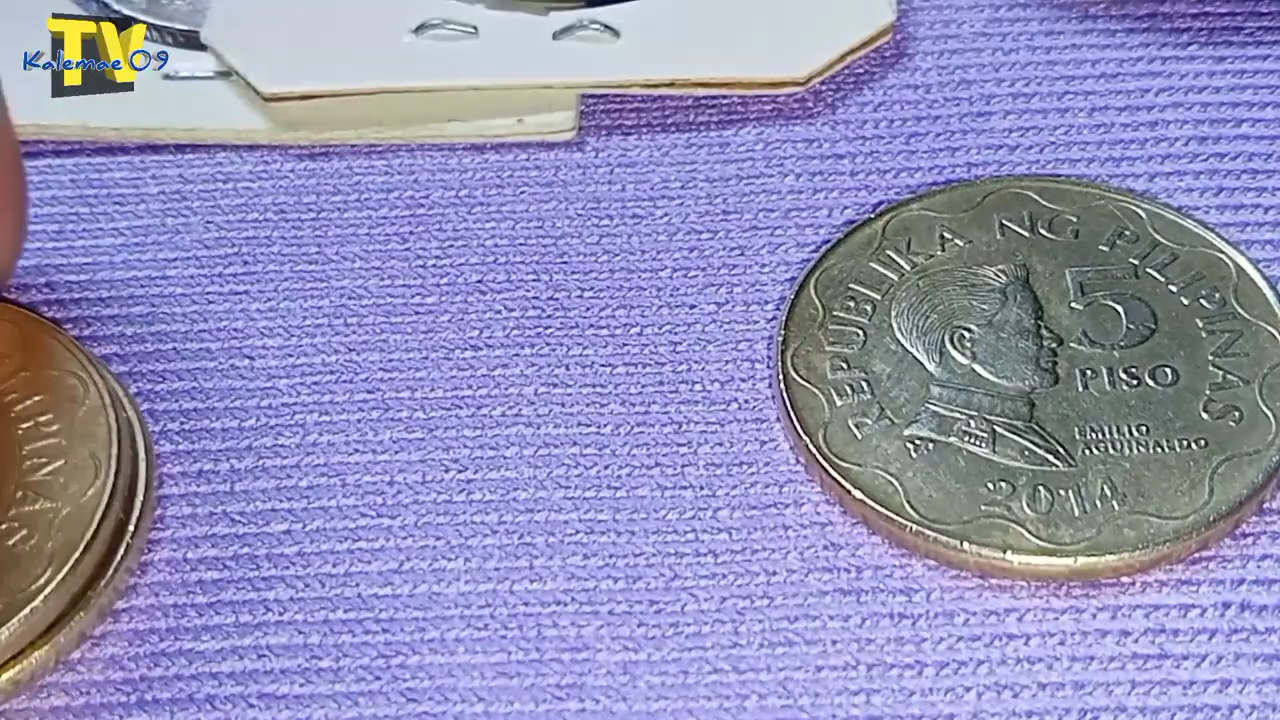 TV
Kalemae 09
REPUBLIKA NG PILIPINAS
5
PISO
EMILIO
AGUINALDO
2014